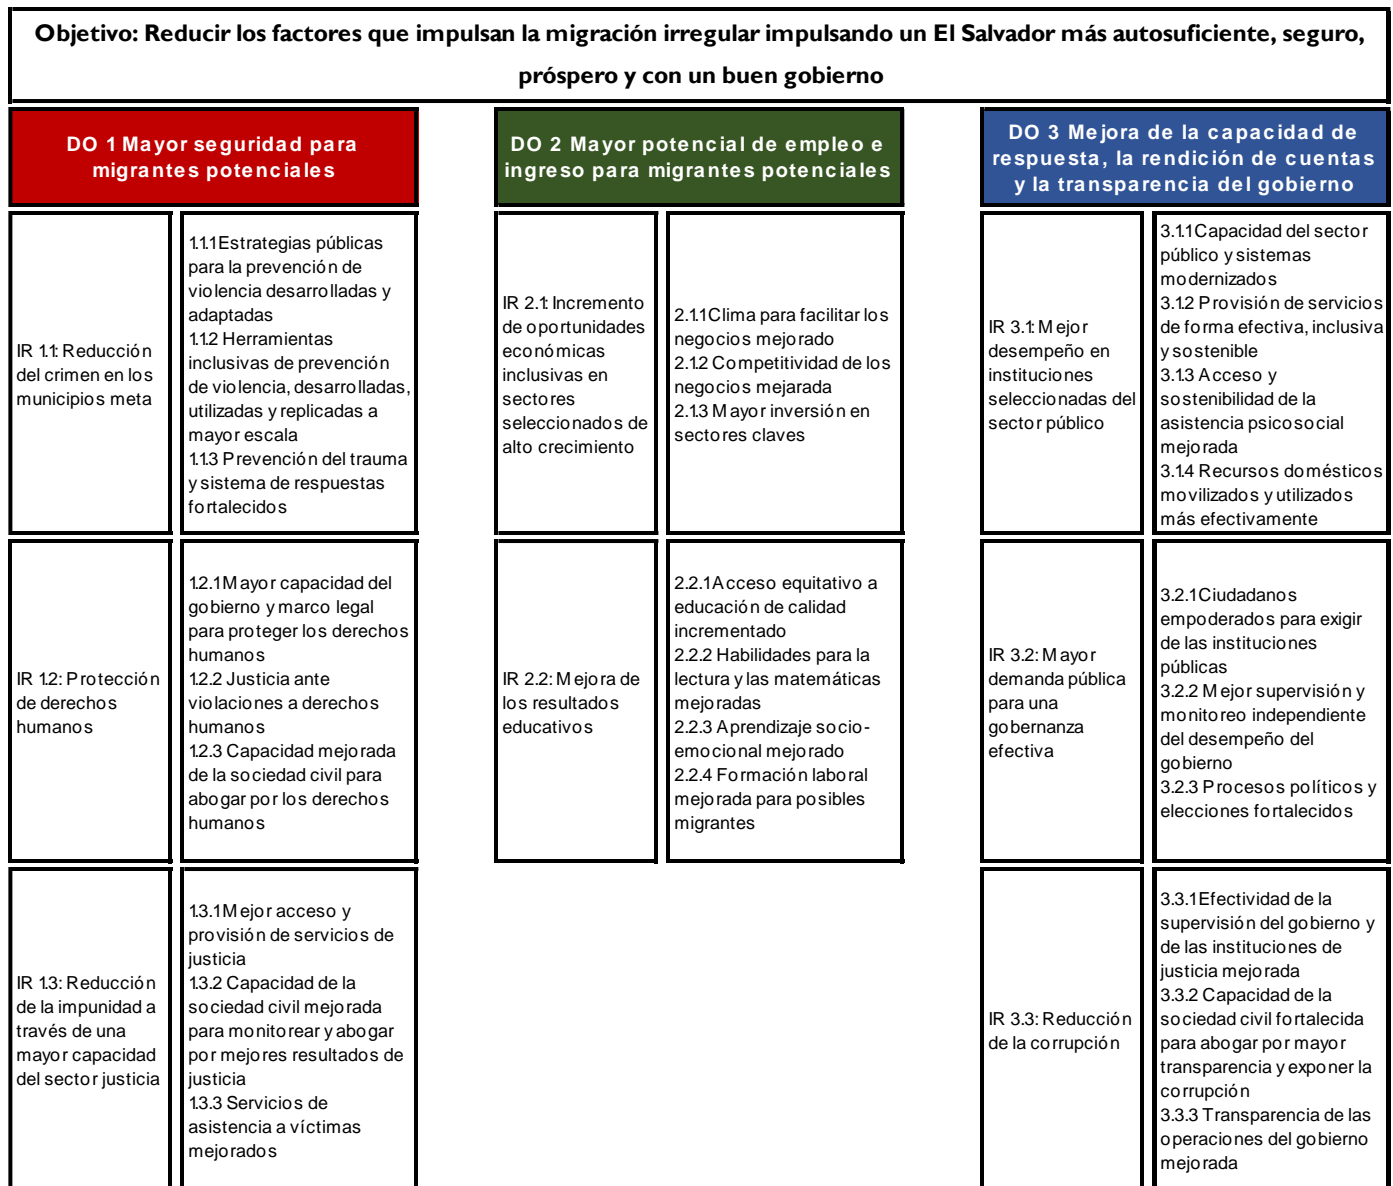 Objetivo: Reducir los factores que impulsan la migración irregular impulsando un El Salvador más autosuficiente, seguro,
próspero y con un buen gobierno
DO 1 Mayor seguridad para
migrantes potenciales
IR 1.1: Reducción
del crimen en los
municipios meta
1.1.1 Estrategias públicas
para la prevención de
violencia desarrolladas y
adaptadas
1.1.2 Herramientas
inclusivas de prevención
de violencia, desarrolladas,
utilizadas y replicadas a
mayor escala
1.1.3 Prevención del trauma
y sistema de respuestas
fortalecidos
IR 1.2: Protección
de derechos
humanos
1.2.1 Mayor capacidad del
gobierno y marco legal
para proteger los derechos
humanos
1.2.2 Justicia ante
violaciones a derechos
humanos
1.2.3 Capacidad mejorada
de la sociedad civil para
abogar por los derechos
humanos
IR 1.3: Reducción
de la impunidad a
través de una
mayor capacidad
del sector justicia
1.3.1 Mejor acceso y
provisión de servicios de
justicia
1.3.2 Capacidad de la
sociedad civil mejorada
para monitorear y abogar
por mejores resultados de
justicia
1.3.3 Servicios de
asistencia a víctimas
mejorados
DO 2 Mayor potencial de empleo e
ingreso para migrantes potenciales
IR 2.1: Incremento
de oportunidades
económicas
inclusivas en
sectores
seleccionados de
alto crecimiento
2.1.1 Clima para facilitar los
negocios mejorado
2.1.2 Competitividad de los
negocios mejarada
2.1.3 Mayor inversión en
sectores claves
IR 2.2: Mejora de
los resultados
educativos
2.2.1 Acceso equitativo a
educación de calidad
incrementado
2.2.2 Habilidades para la
lectura y las matemáticas
mejoradas
2.2.3 Aprendizaje socio-
emocional mejorado
2.2.4 Formación laboral
mejorada para posibles
migrantes
DO 3 Mejora de la capacidad de
respuesta, la rendición de cuentas
y la transparencia del gobierno
IR 3.1: Mejor
desempeño en
instituciones
seleccionadas del
sector público
3.1.1 Capacidad del sector
público y sistemas
modernizados
3.1.2 Provisión de servicios
de forma efectiva, inclusiva
y sostenible
3.1.3 Acceso y
sostenibilidad de la
asistencia psicosocial
mejorada
3.1.4 Recursos domésticos
movilizados y utilizados
más efectivamente
IR 3.2: Mayor
demanda pública
para una
gobernanza
efectiva
3.2.1 Ciudadanos
empoderados para exigir
de las instituciones
públicas
3.2.2 Mejor supervisión y
monitoreo independiente
del desempeño del
gobierno
3.2.3 Procesos políticos y
elecciones fortalecidos
IR 3.3: Reducción
de la corrupción
3.3.1 Efectividad de la
supervisión del gobierno y
de las instituciones de
justicia mejorada
3.3.2 Capacidad de la
sociedad civil fortalecida
para abogar por mayor
transparencia y exponer la
corrupción
3.3.3 Transparencia de las
operaciones del gobierno
mejorada